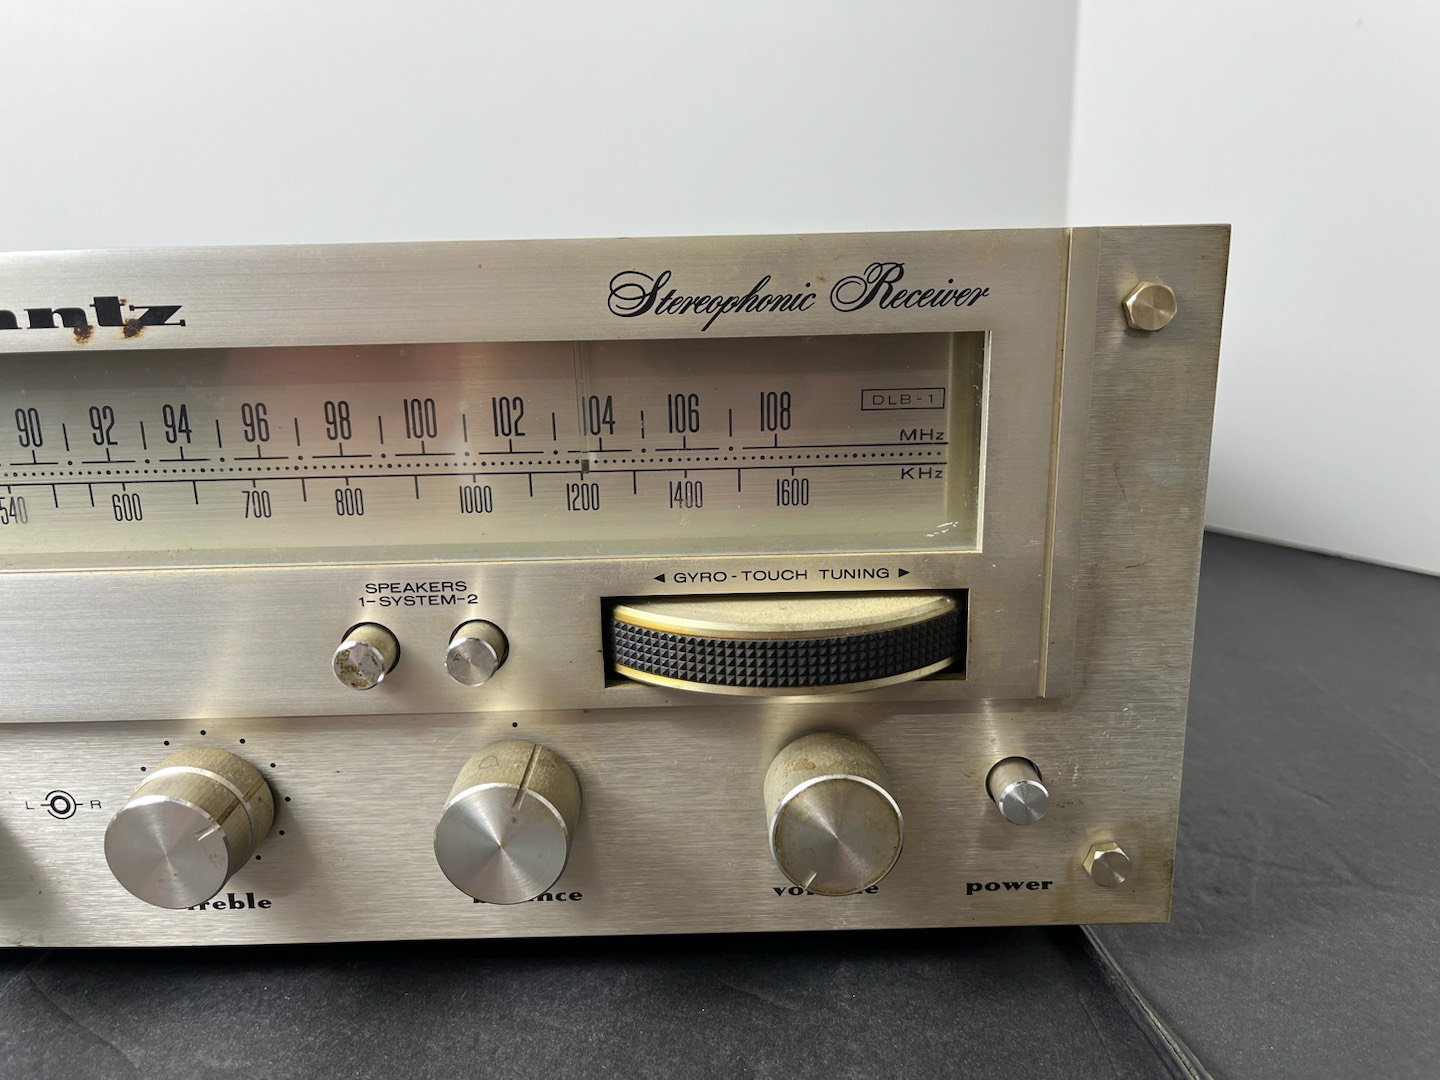 Stereophonic Receiver
90 92 94 96 98 100 102 104 106 108
DLB-1
MHz
KHz
540 600 700 800 1000 1200 1400 1600
SPEAKERS
1-SYSTEM-2
◄ GYRO-TOUCH TUNING ►
L R
treble
power